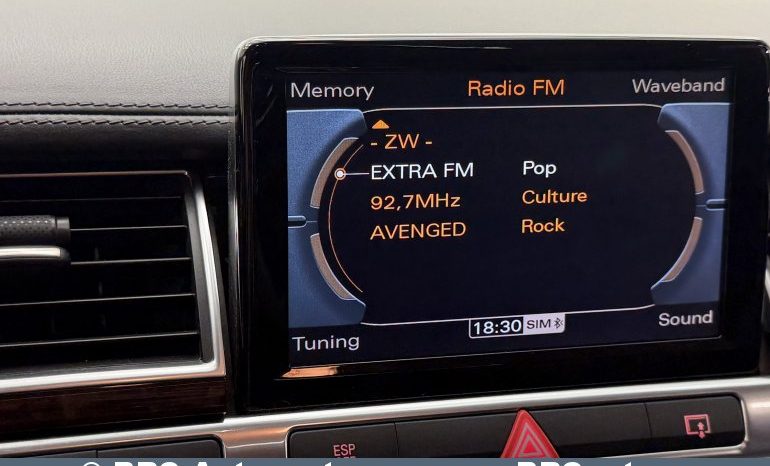 Memory Radio FM Waveband
- ZW -
EXTRA FM Pop
92,7MHz Culture
AVENGED Rock
18:30 SIM
Tuning Sound
ESP